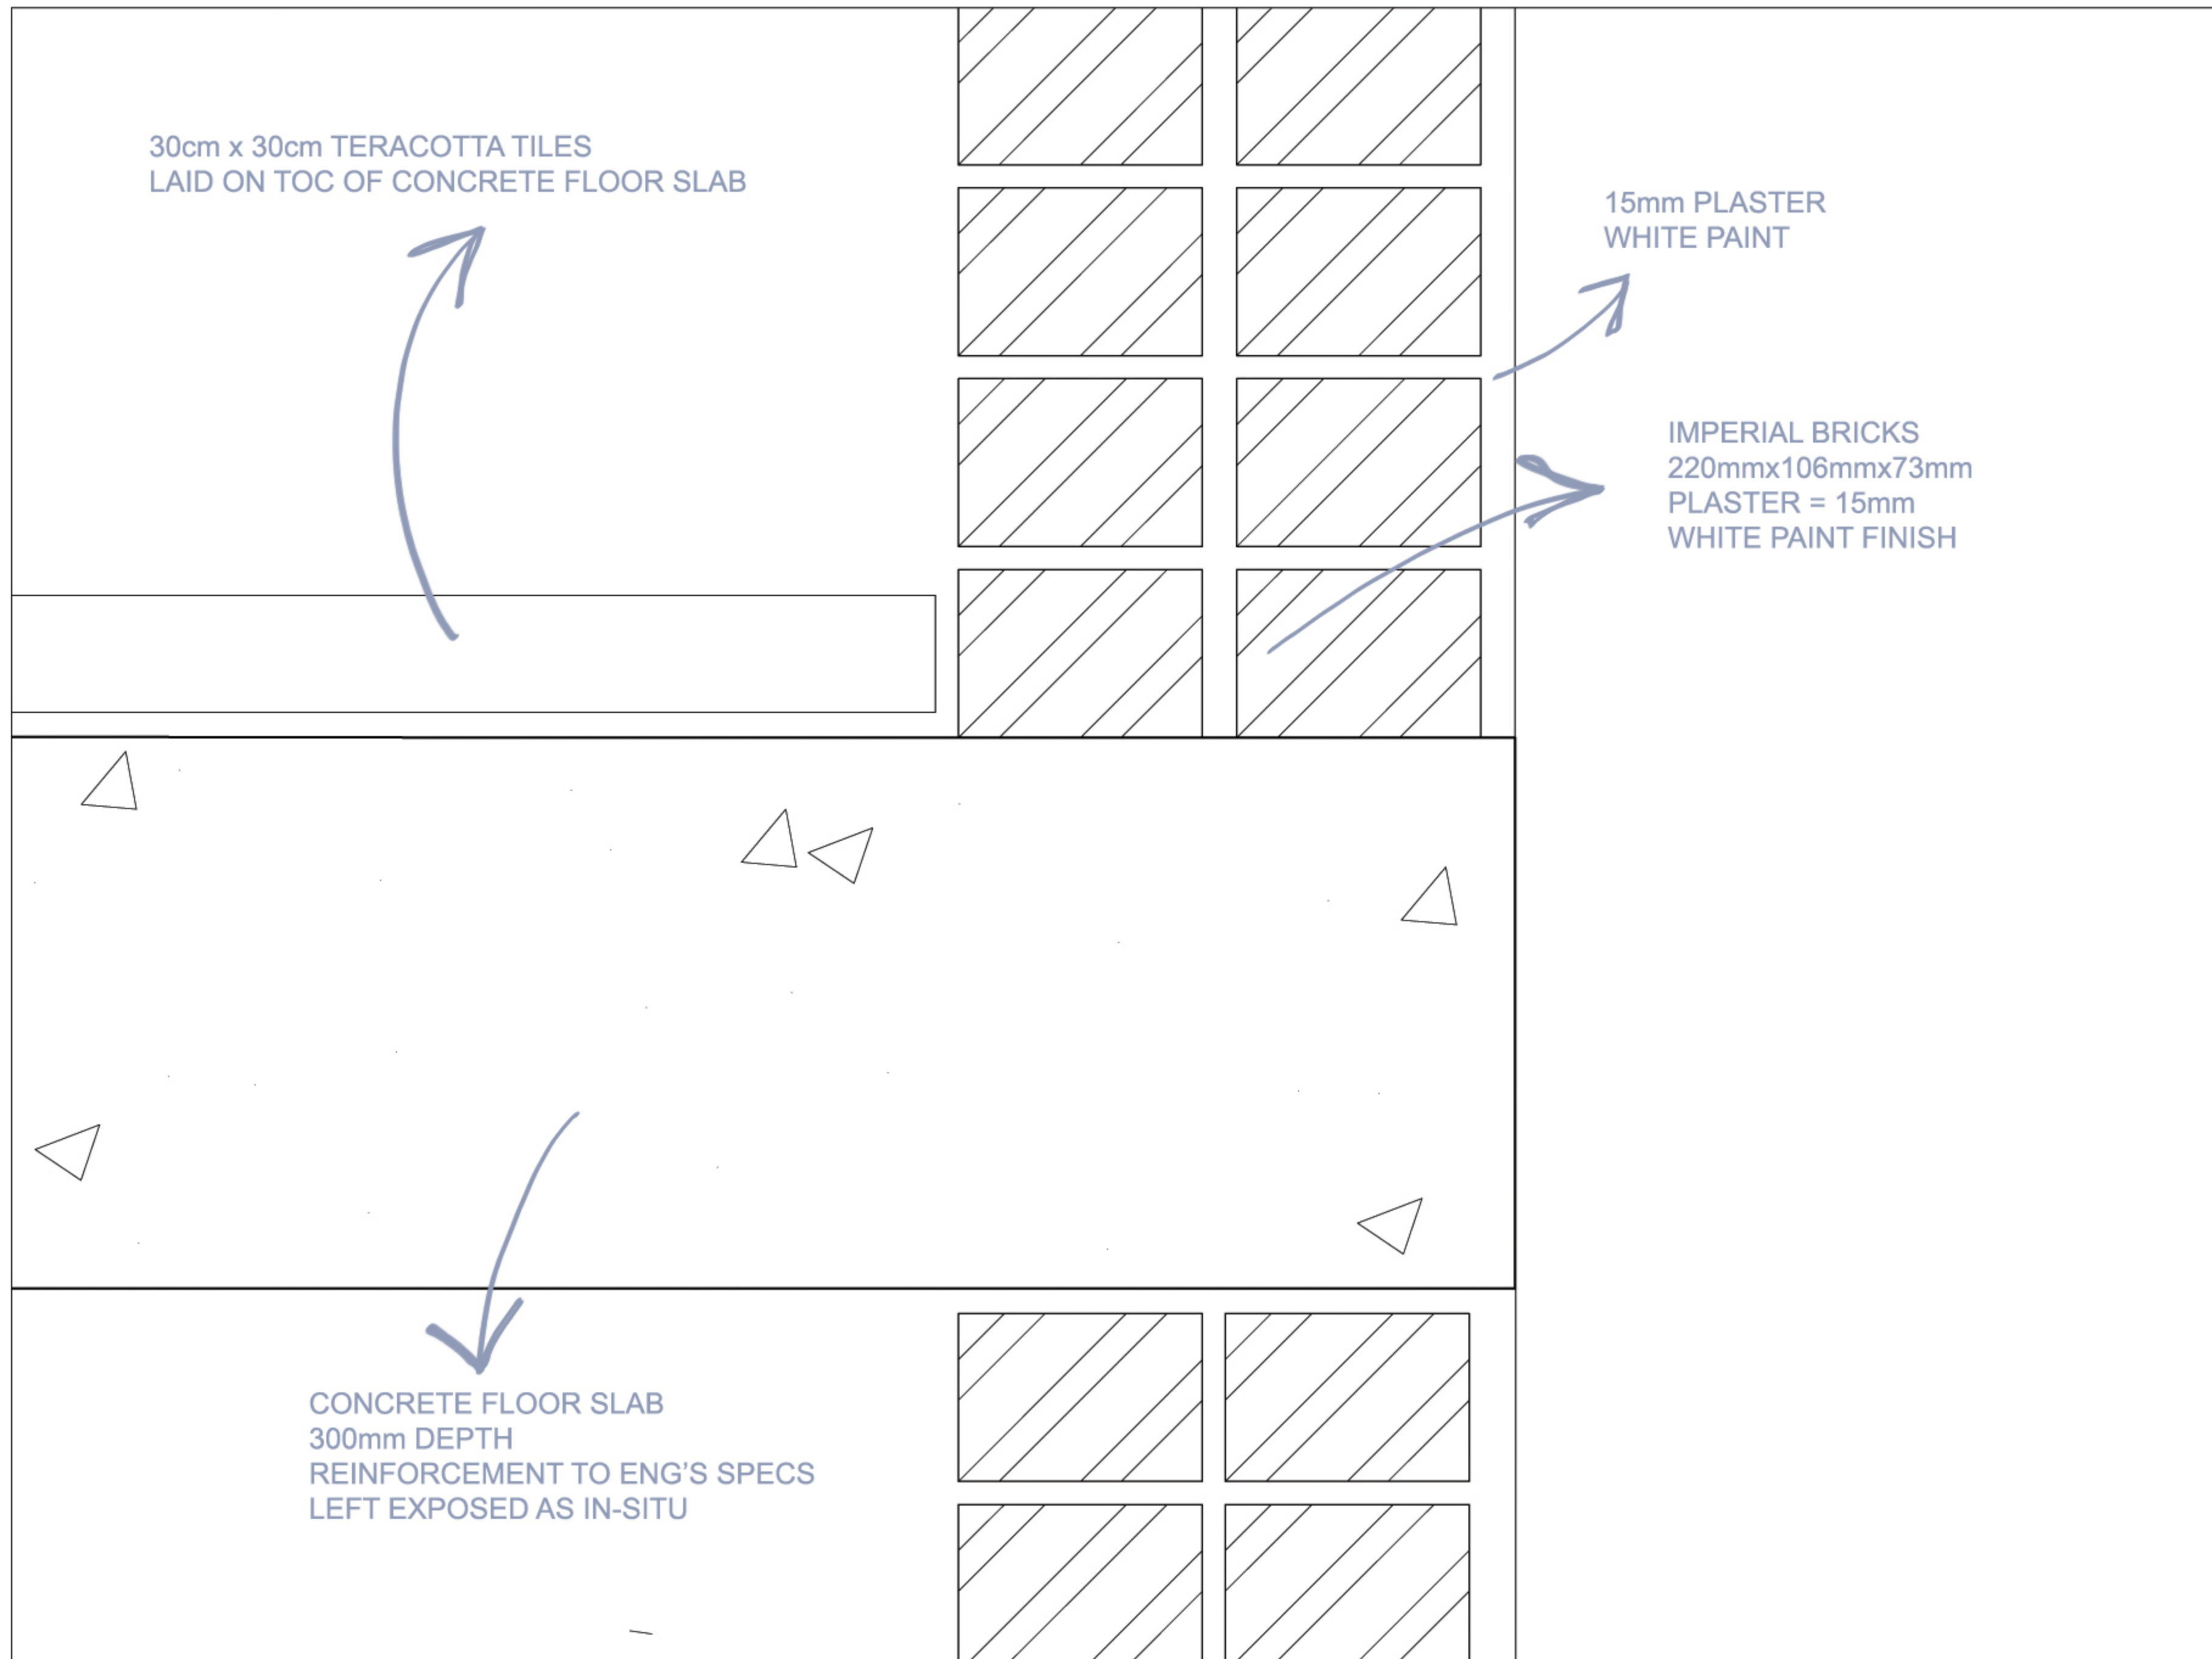 30cm x 30cm TERACOTTA TILES
LAID ON TOC OF CONCRETE FLOOR SLAB
15mm PLASTER
WHITE PAINT
IMPERIAL BRICKS
220mmx106mmx73mm
PLASTER = 15mm
WHITE PAINT FINISH
CONCRETE FLOOR SLAB
300mm DEPTH
REINFORCEMENT TO ENG’S SPECS
LEFT EXPOSED AS IN-SITU